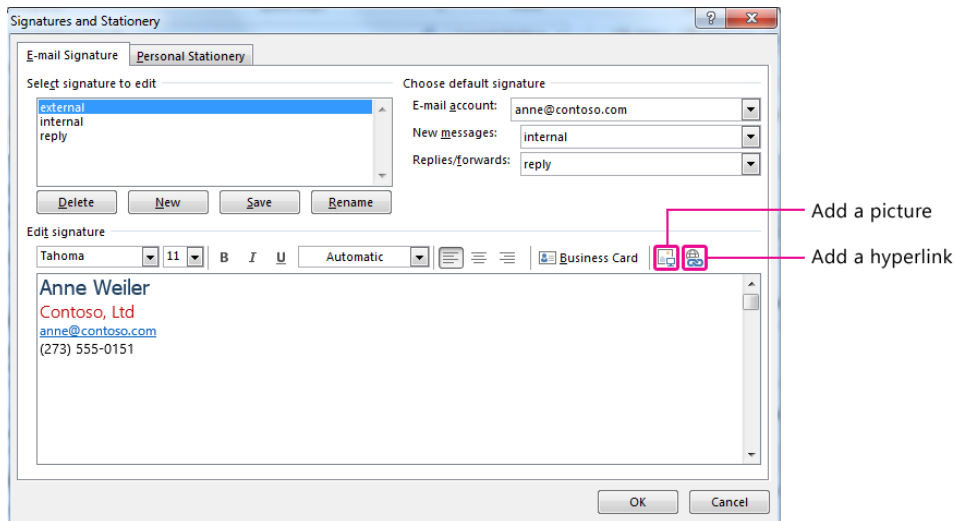 Signatures and Stationery
?
E-mail Signature
Personal Stationery
Select signature to edit
Choose default signature
external
internal
reply
E-mail account:
anne@contoso.com
New messages:
internal
Replies/forwards:
reply
Delete
New
Save
Rename
Add a picture
Edit signature
Tahoma
11
B
I
U
Automatic
Business Card
Add a hyperlink
Anne Weiler
Contoso, Ltd
anne@contoso.com
(273) 555-0151
OK
Cancel